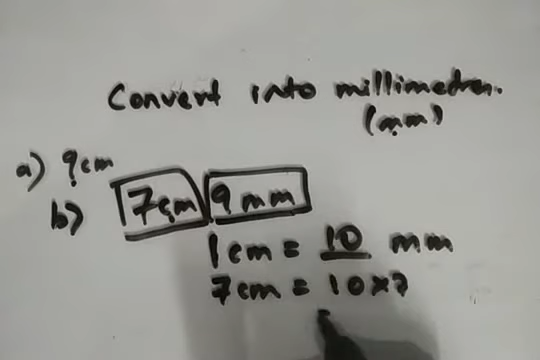 Convert into millimetres.
(mm)
a) 9cm
b) 7cm 9mm
1cm = 10 mm
7cm = 10×7